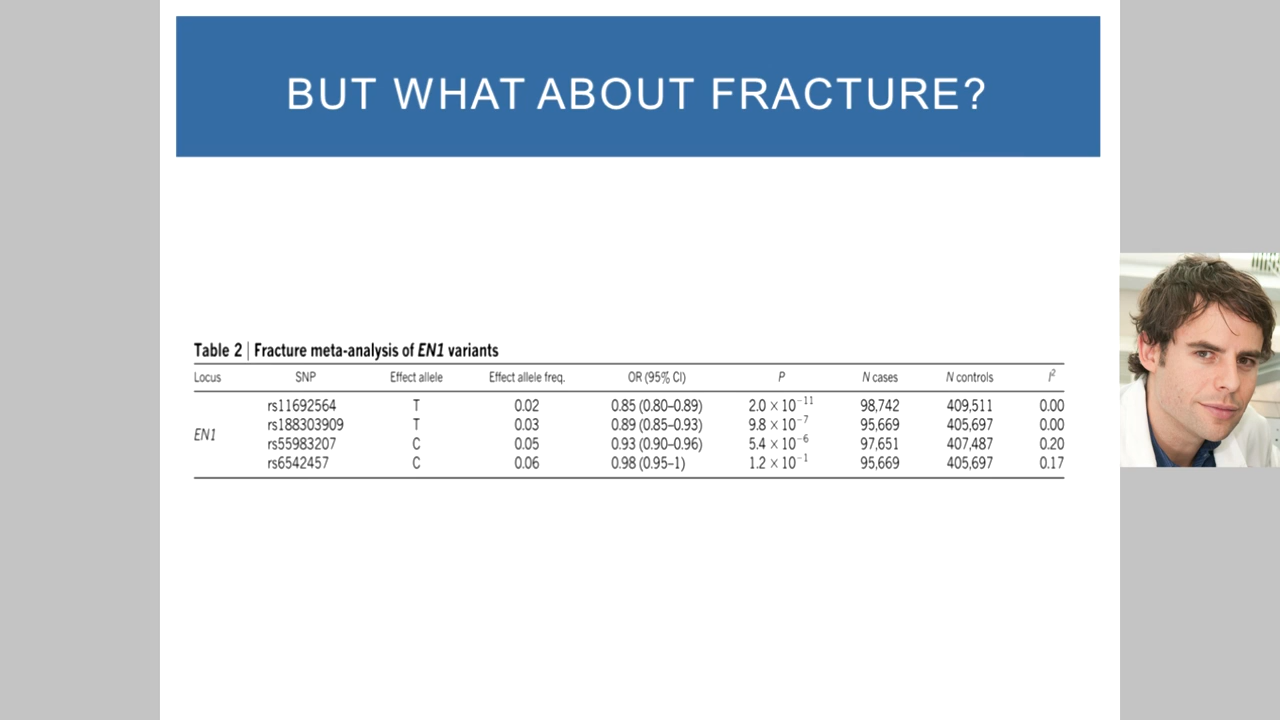 BUT WHAT ABOUT FRACTURE?
Table 2 | Fracture meta-analysis of EN1 variants
Locus SNP Effect allele Effect allele freq. OR (95% CI) P N cases N controls I²
rs11692564 T 0.02 0.85 (0.80–0.89) 2.0 × 10⁻¹¹ 98,742 409,511 0.00
rs188303909 T 0.03 0.89 (0.85–0.93) 9.8 × 10⁻⁷ 95,669 405,697 0.00
EN1
rs55983207 C 0.05 0.93 (0.90–0.96) 5.4 × 10⁻⁶ 97,651 407,487 0.20
rs6542457 C 0.06 0.98 (0.95–1) 1.2 × 10⁻¹ 95,669 405,697 0.17